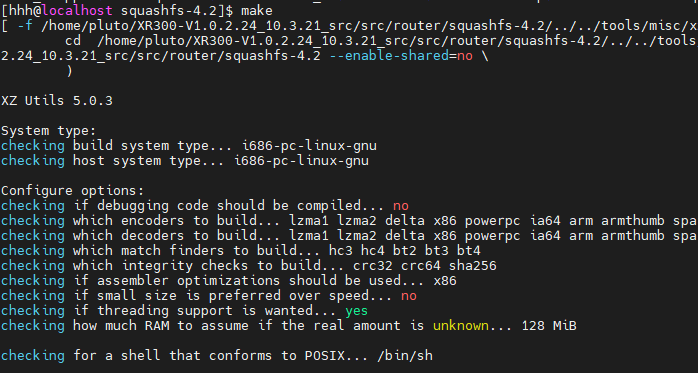 [hhh@localhost squashfs-4.2]$ make
[ -f /home/pluto/XR300-V1.0.2.24_10.3.21_src/src/router/squashfs-4.2/../../tools/misc/x
cd  /home/pluto/XR300-V1.0.2.24_10.3.21_src/src/router/squashfs-4.2/../../tools
2.24_10.3.21_src/src/router/squashfs-4.2 --enable-shared=no \
)
XZ Utils 5.0.3
System type:
checking build system type... i686-pc-linux-gnu
checking host system type... i686-pc-linux-gnu
Configure options:
checking if debugging code should be compiled... no
checking which encoders to build... lzma1 lzma2 delta x86 powerpc ia64 arm armthumb spa
checking which decoders to build... lzma1 lzma2 delta x86 powerpc ia64 arm armthumb spa
checking which match finders to build... hc3 hc4 bt2 bt3 bt4
checking which integrity checks to build... crc32 crc64 sha256
checking if assembler optimizations should be used... x86
checking if small size is preferred over speed... no
checking if threading support is wanted... yes
checking how much RAM to assume if the real amount is unknown... 128 MiB
checking for a shell that conforms to POSIX... /bin/sh